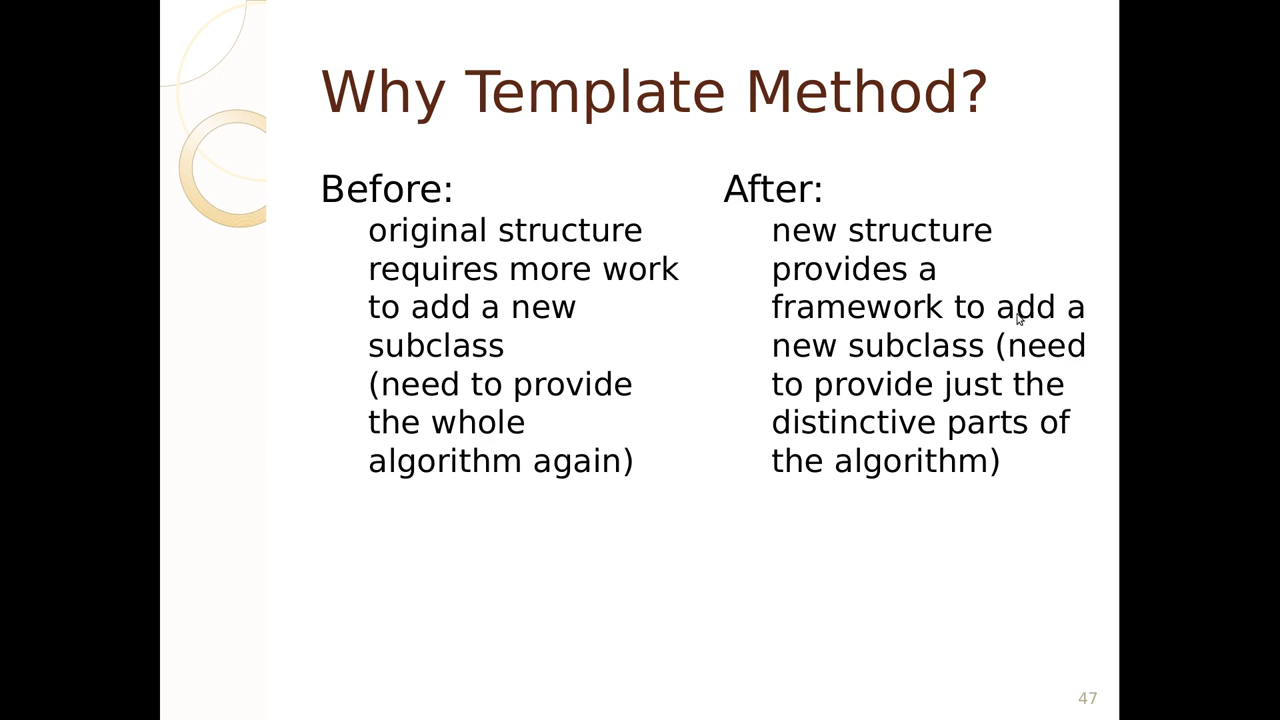 Why Template Method?
Before:
original structure
requires more work
to add a new
subclass
(need to provide
the whole
algorithm again)
After:
new structure
provides a
framework to add a
new subclass (need
to provide just the
distinctive parts of
the algorithm)
47